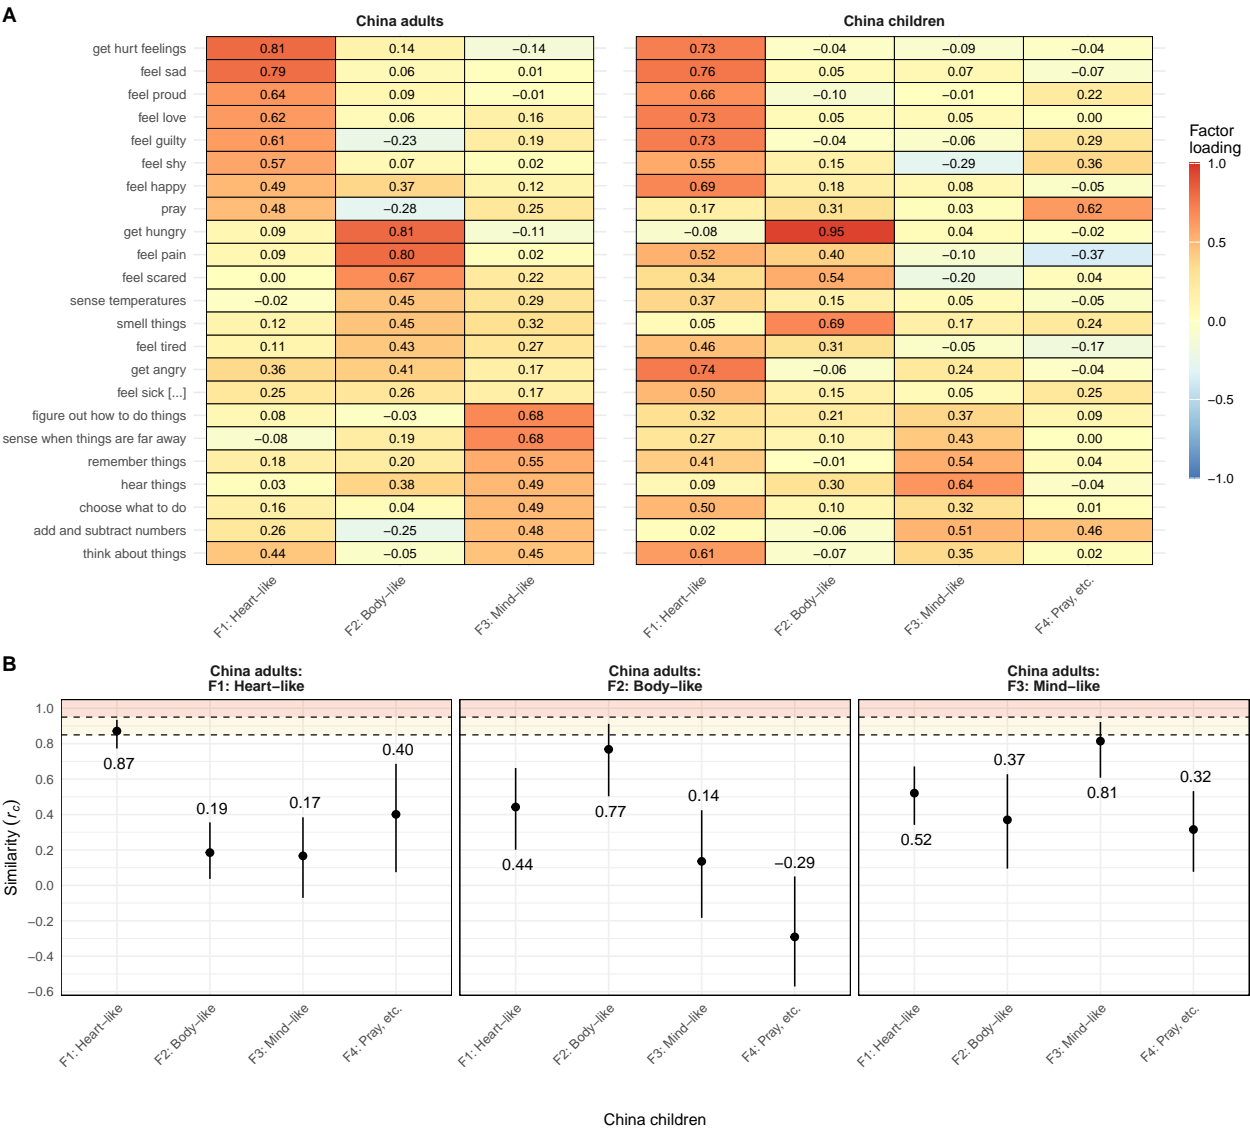 A
China adults
China children
get hurt feelings 0.81 0.14 −0.14 0.73 −0.04 −0.09 −0.04
feel sad 0.79 0.06 0.01 0.76 0.05 0.07 −0.07
feel proud 0.64 0.09 −0.01 0.66 −0.10 −0.01 0.22
feel love 0.62 0.06 0.16 0.73 0.05 0.05 0.00
feel guilty 0.61 −0.23 0.19 0.73 −0.04 −0.06 0.29
feel shy 0.57 0.07 0.02 0.55 0.15 −0.29 0.36
feel happy 0.49 0.37 0.12 0.69 0.18 0.08 −0.05
pray 0.48 −0.28 0.25 0.17 0.31 0.03 0.62
get hungry 0.09 0.81 −0.11 −0.08 0.95 0.04 −0.02
feel pain 0.09 0.80 0.02 0.52 0.40 −0.10 −0.37
feel scared 0.00 0.67 0.22 0.34 0.54 −0.20 0.04
sense temperatures −0.02 0.45 0.29 0.37 0.15 0.05 −0.05
smell things 0.12 0.45 0.32 0.05 0.69 0.17 0.24
feel tired 0.11 0.43 0.27 0.46 0.31 −0.05 −0.17
get angry 0.36 0.41 0.17 0.74 −0.06 0.24 −0.04
feel sick [...] 0.25 0.26 0.17 0.50 0.15 0.05 0.25
figure out how to do things 0.08 −0.03 0.68 0.32 0.21 0.37 0.09
sense when things are far away −0.08 0.19 0.68 0.27 0.10 0.43 0.00
remember things 0.18 0.20 0.55 0.41 −0.01 0.54 0.04
hear things 0.03 0.38 0.49 0.09 0.30 0.64 −0.04
choose what to do 0.16 0.04 0.49 0.50 0.10 0.32 0.01
add and subtract numbers 0.26 −0.25 0.48 0.02 −0.06 0.51 0.46
think about things 0.44 −0.05 0.45 0.61 −0.07 0.35 0.02
F1: Heart−like
F2: Body−like
F3: Mind−like
F1: Heart−like
F2: Body−like
F3: Mind−like
F4: Pray, etc.
Factor
loading
1.0
0.5
0.0
−0.5
−1.0
B
China adults:
F1: Heart−like
China adults:
F2: Body−like
China adults:
F3: Mind−like
Similarity (rc)
1.0
0.8
0.6
0.4
0.2
0.0
−0.2
−0.4
−0.6
0.87
0.19
0.17
0.40
0.44
0.77
0.14
−0.29
0.52
0.37
0.81
0.32
F1: Heart−like
F2: Body−like
F3: Mind−like
F4: Pray, etc.
F1: Heart−like
F2: Body−like
F3: Mind−like
F4: Pray, etc.
F1: Heart−like
F2: Body−like
F3: Mind−like
F4: Pray, etc.
China children